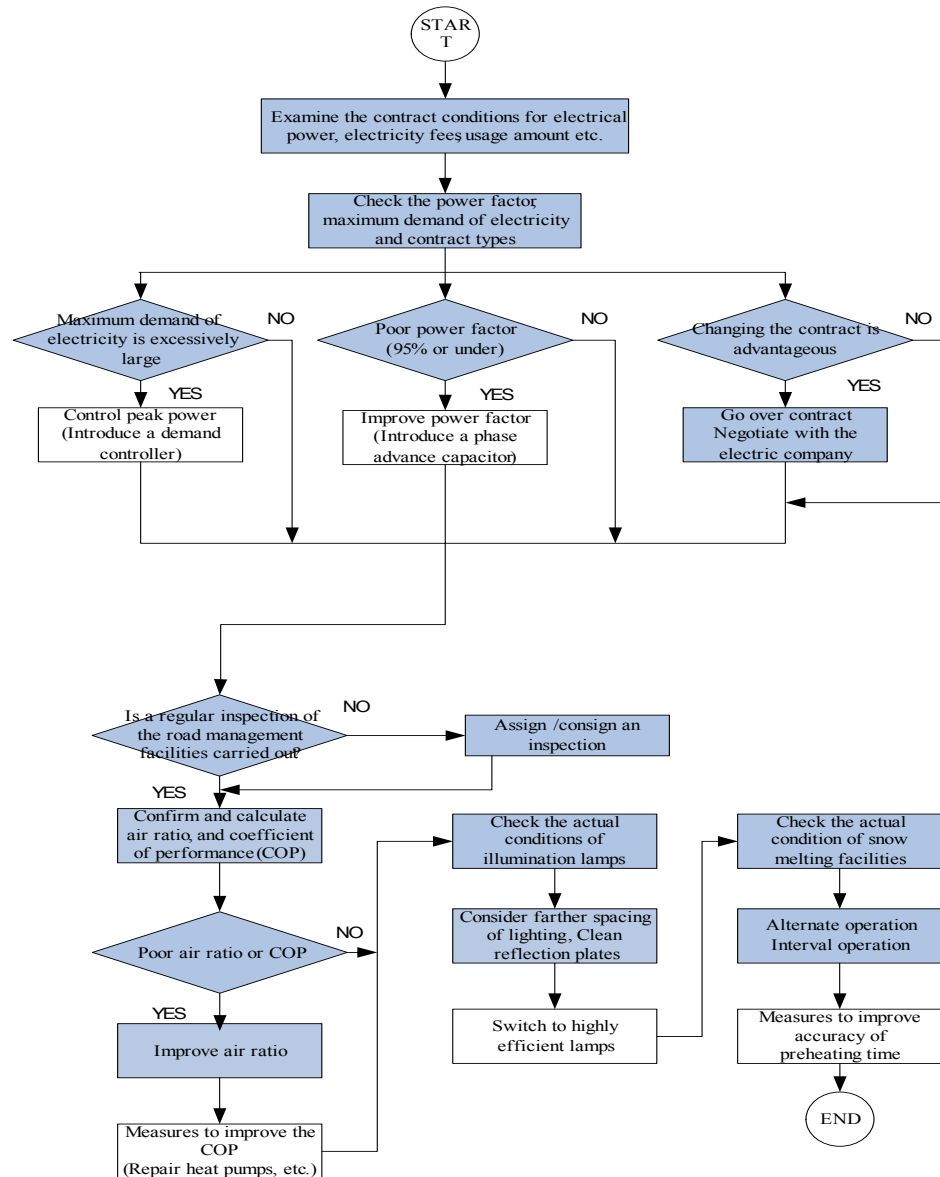 STAR
T
Examine the contract conditions for electrical
power, electricity fees, usage amount etc.
Check the power factor,
maximum demand of electricity
and contract types
Maximum demand of
electricity is excessively
large
NO
YES
Control peak power
(Introduce a demand
controller)
Poor power factor
(95% or under)
NO
YES
Improve power factor
(Introduce a phase
advance capacitor)
Changing the contract is
advantageous
NO
YES
Go over contract
Negotiate with the
electric company
Is a regular inspection of
the road management
facilities carried out?
NO
Assign /consign an
inspection
YES
Confirm and calculate
air ratio, and coefficient
of performance (COP)
Poor air ratio or COP
NO
YES
Improve air ratio
Measures to improve the
COP
(Repair heat pumps, etc.)
Check the actual
conditions of
illumination lamps
Consider farther spacing
of lighting, Clean
reflection plates
Switch to highly
efficient lamps
Check the actual
condition of snow
melting facilities
Alternate operation
Interval operation
Measures to improve
accuracy of
preheating time
END